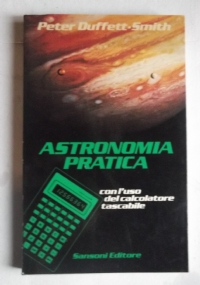 Peter Duffett-Smith
ASTRONOMIA
PRATICA
con l'uso
del calcolatore
tascabile
Sansoni Editore